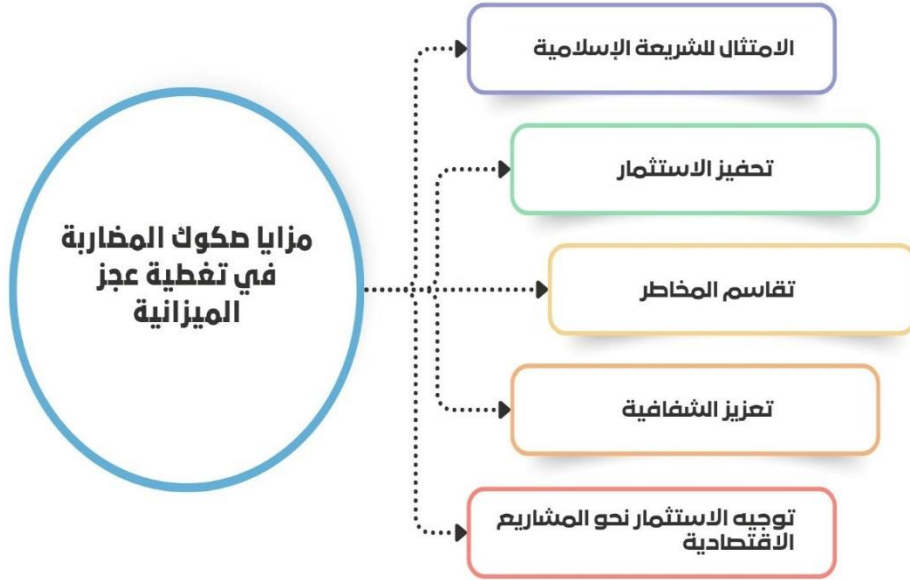 مزايا صكوك المضاربة
في تغطية عجز
الميزانية
الامتثال للشريعة الإسلامية
تحفيز الاستثمار
تقاسم المخاطر
تعزيز الشفافية
توجيه الاستثمار نحو المشاريع
الاقتصادية